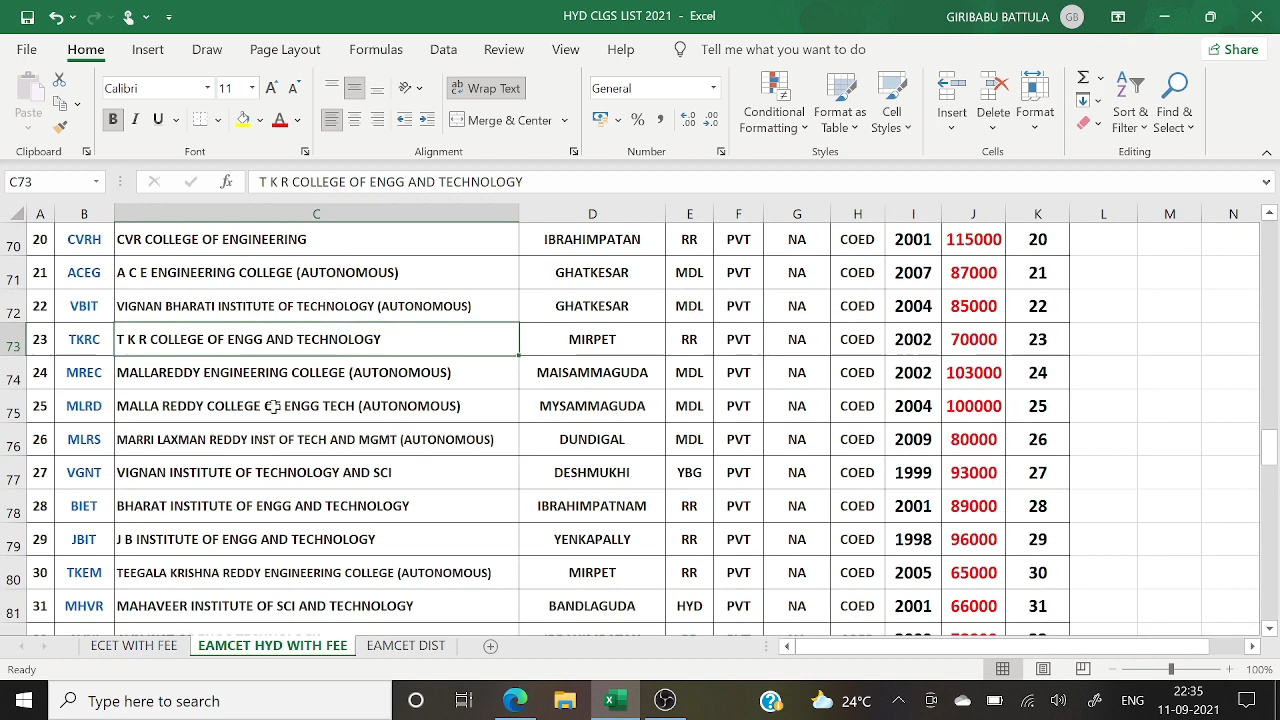 HYD CLGS LIST 2021 - Excel
GIRIBABU BATTULA GB
File Home Insert Draw Page Layout Formulas Data Review View Help Tell me what you want to do Share
Paste Calibri 11 Wrap Text General Conditional Formatting Format as Table Cell Styles Insert Delete Format Sort & Filter Find & Select
Merge & Center
Clipboard Font Alignment Number Styles Cells Editing
C73 fx T K R COLLEGE OF ENGG AND TECHNOLOGY
A B C D E F G H I J K L M N
70 20 CVRH CVR COLLEGE OF ENGINEERING IBRAHIMPATAN RR PVT NA COED 2001 115000 20
71 21 ACEG A C E ENGINEERING COLLEGE (AUTONOMOUS) GHATKESAR MDL PVT NA COED 2007 87000 21
72 22 VBIT VIGNAN BHARATI INSTITUTE OF TECHNOLOGY (AUTONOMOUS) GHATKESAR MDL PVT NA COED 2004 85000 22
73 23 TKRC T K R COLLEGE OF ENGG AND TECHNOLOGY MIRPET RR PVT NA COED 2002 70000 23
74 24 MREC MALLAREDDY ENGINEERING COLLEGE (AUTONOMOUS) MAISAMMAGUDA MDL PVT NA COED 2002 103000 24
75 25 MLRD MALLA REDDY COLLEGE ENGG TECH (AUTONOMOUS) MYSAMMAGUDA MDL PVT NA COED 2004 100000 25
76 26 MLRS MARRI LAXMAN REDDY INST OF TECH AND MGMT (AUTONOMOUS) DUNDIGAL MDL PVT NA COED 2009 80000 26
77 27 VGNT VIGNAN INSTITUTE OF TECHNOLOGY AND SCI DESHMUKHI YBG PVT NA COED 1999 93000 27
78 28 BIET BHARAT INSTITUTE OF ENGG AND TECHNOLOGY IBRAHIMPATNAM RR PVT NA COED 2001 89000 28
79 29 JBIT J B INSTITUTE OF ENGG AND TECHNOLOGY YENKAPALLY RR PVT NA COED 1998 96000 29
80 30 TKEM TEEGALA KRISHNA REDDY ENGINEERING COLLEGE (AUTONOMOUS) MIRPET RR PVT NA COED 2005 65000 30
81 31 MHVR MAHAVEER INSTITUTE OF SCI AND TECHNOLOGY BANDLAGUDA HYD PVT NA COED 2001 66000 31
ECET WITH FEE EAMCET HYD WITH FEE EAMCET DIST
Ready 100%
Type here to search 24°C ENG 22:35
11-09-2021